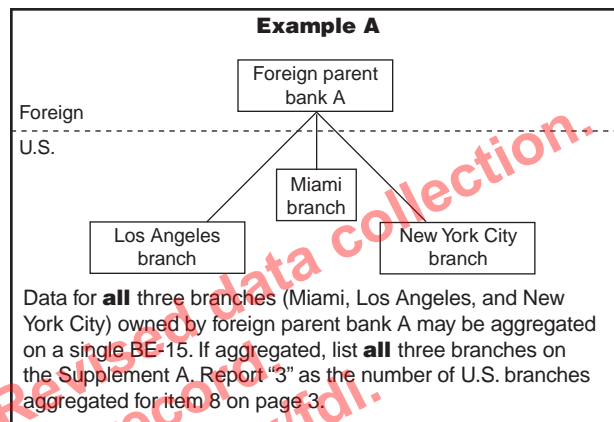 Example A
Foreign parent
bank A
Foreign
U.S.
Miami
branch
Los Angeles
branch
New York City
branch
Data for all three branches (Miami, Los Angeles, and New
York City) owned by foreign parent bank A may be aggregated
on a single BE-15. If aggregated, list all three branches on
the Supplement A. Report “3” as the number of U.S. branches
aggregated for item 8 on page 3.
Revised data collection.
record.
/fdi.